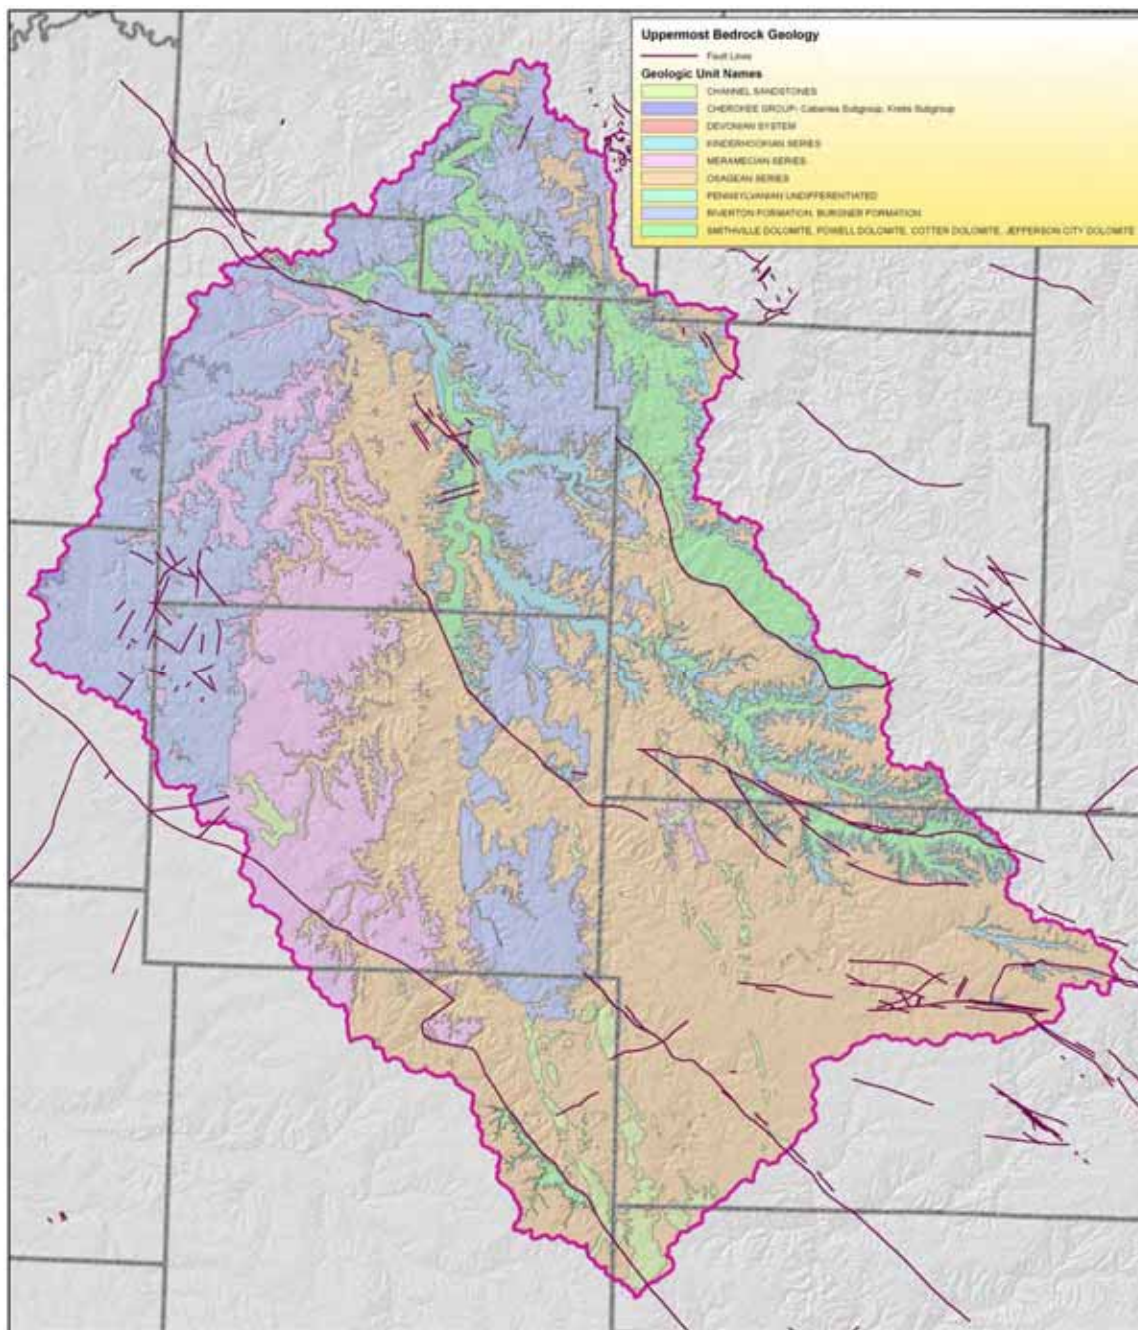 Uppermost Bedrock Geology
Fault Lines
Geologic Unit Names
CHANNEL SANDSTONES
CHEROKEE GROUP- Cabaniss Subgroup, Krebs Subgroup
DEVONIAN SYSTEM
KINDERHOOKIAN SERIES
MERAMECIAN SERIES
OSAGEAN SERIES
PENNSYLVANIAN UNDIFFERENTIATED
RIVERTON FORMATION, BURGNER FORMATION
SMITHVILLE DOLOMITE, POWELL DOLOMITE, COTTER DOLOMITE, JEFFERSON CITY DOLOMITE